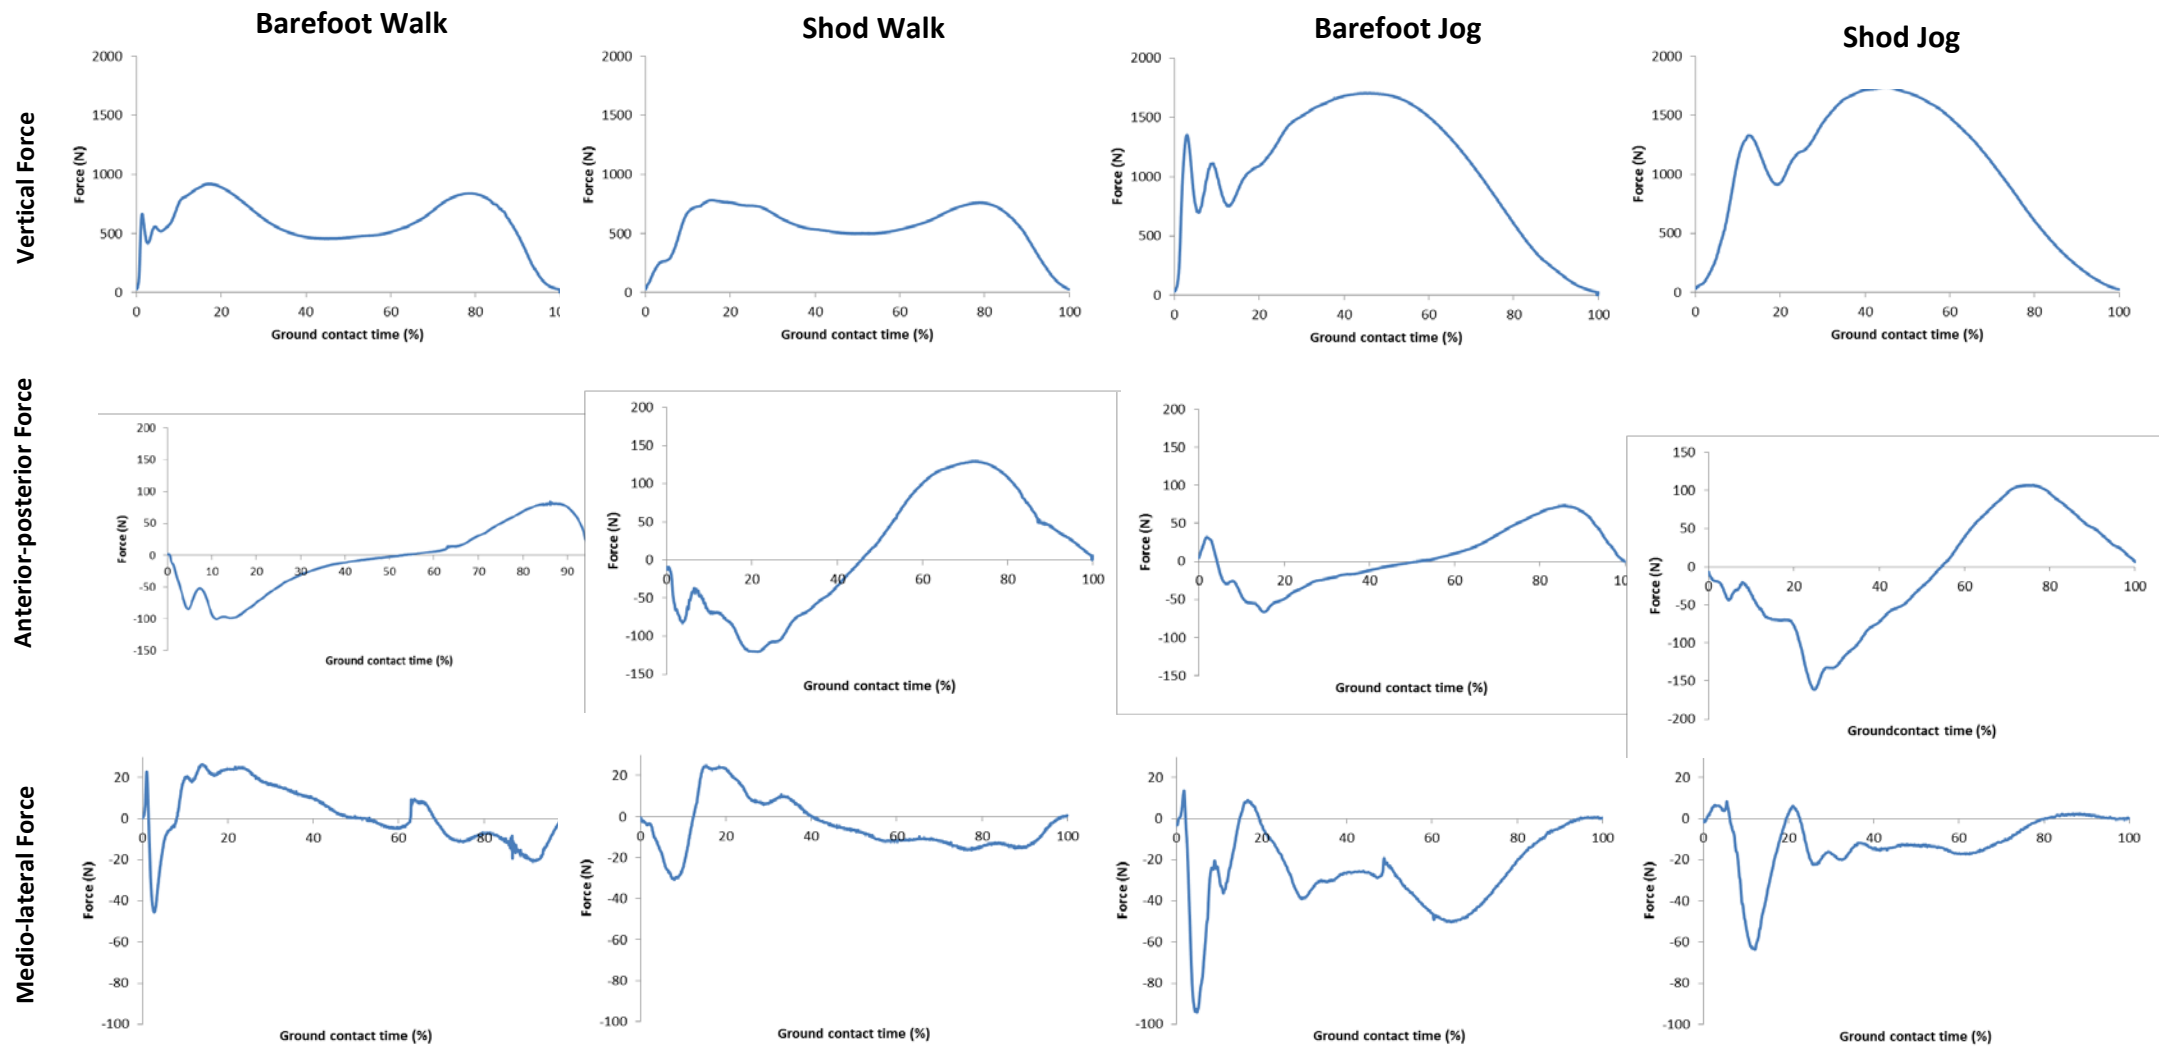 Barefoot Walk
Shod Walk
Barefoot Jog
Shod Jog
Vertical Force
Force (N)
2000
1500
1000
500
0
0 20 40 60 80 10
Ground contact time (%)
Force (N)
2000
1500
1000
500
0
0 20 40 60 80 100
Ground contact time (%)
Force (N)
2000
1500
1000
500
0
0 20 40 60 80 100
Ground contact time (%)
Force (N)
2000
1500
1000
500
0
0 20 40 60 80 100
Ground contact time (%)
Anterior-posterior Force
Force (N)
200
150
100
50
0
-50
-100
-150
0 10 20 30 40 50 60 70 80 90
Ground contact time (%)
Force (N)
200
150
100
50
0
-50
-100
-150
0 20 40 60 80 100
Ground contact time (%)
Force (N)
200
150
100
50
0
-50
-100
-150
0 20 40 60 80 10
Ground contact time (%)
Force (N)
150
100
50
0
-50
-100
-150
-200
0 20 40 60 80 100
Groundcontact time (%)
Medio-lateral Force
Force (N)
20
0
-20
-40
-60
-80
-100
0 20 40 60 80
Ground contact time (%)
Force (N)
20
0
-20
-40
-60
-80
-100
0 20 40 60 80 100
Ground contact time (%)
Force (N)
20
0
-20
-40
-60
-80
-100
0 20 40 60 80 100
Ground contact time (%)
Force (N)
20
0
-20
-40
-60
-80
-100
0 20 40 60 80 100
Ground contact time (%)